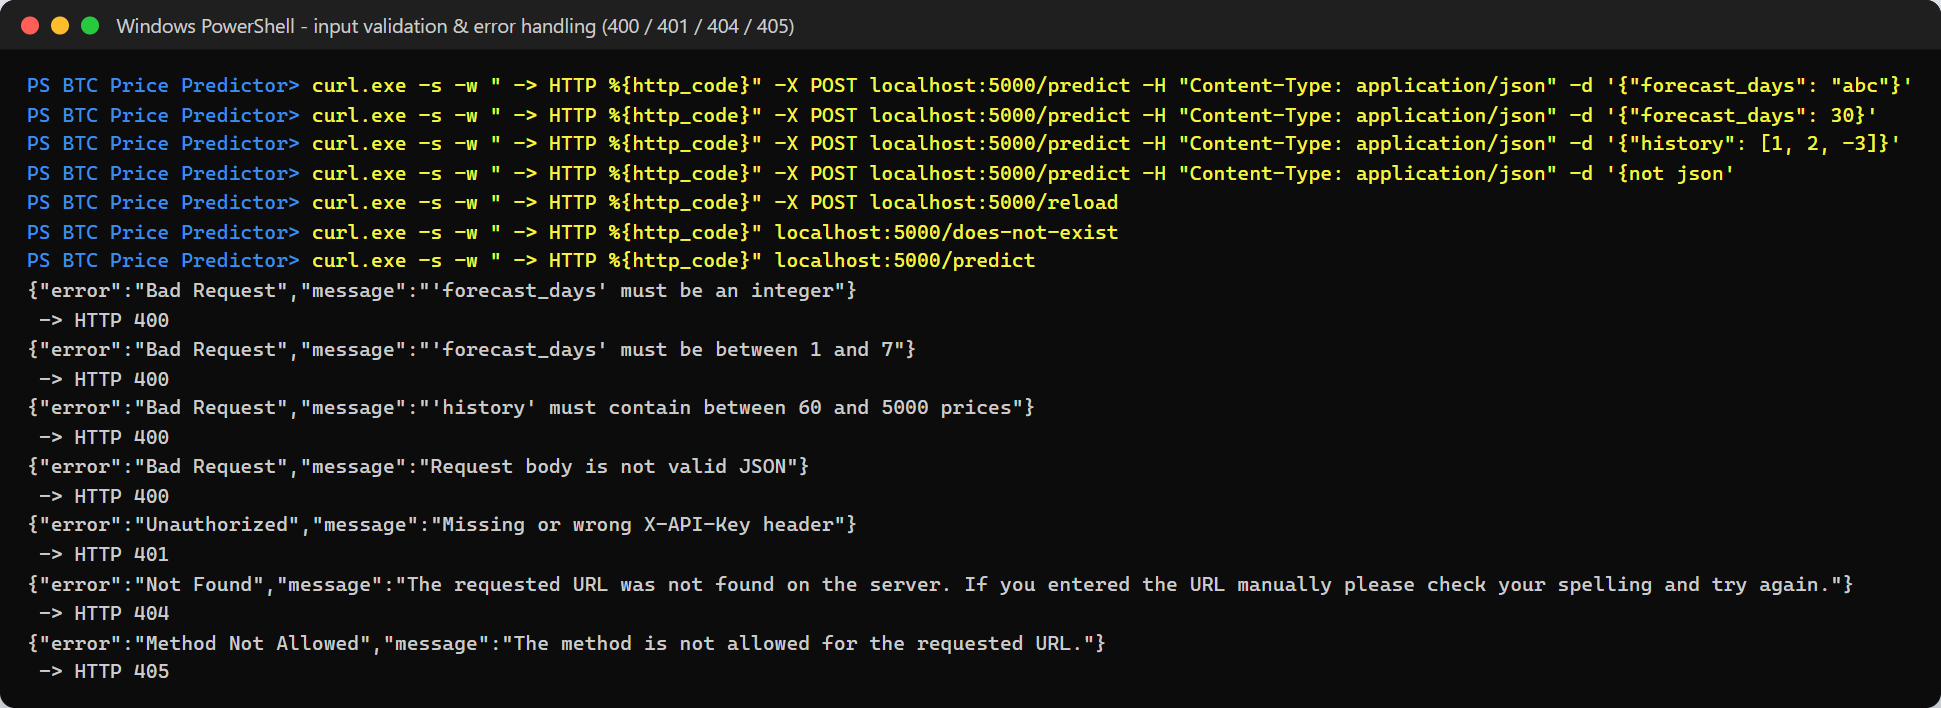 Windows PowerShell - input validation & error handling (400 / 401 / 404 / 405)
PS BTC Price Predictor> curl.exe -s -w " -> HTTP %{http_code}" -X POST localhost:5000/predict -H "Content-Type: application/json" -d '{"forecast_days": "abc"}'
PS BTC Price Predictor> curl.exe -s -w " -> HTTP %{http_code}" -X POST localhost:5000/predict -H "Content-Type: application/json" -d '{"forecast_days": 30}'
PS BTC Price Predictor> curl.exe -s -w " -> HTTP %{http_code}" -X POST localhost:5000/predict -H "Content-Type: application/json" -d '{"history": [1, 2, -3]}'
PS BTC Price Predictor> curl.exe -s -w " -> HTTP %{http_code}" -X POST localhost:5000/predict -H "Content-Type: application/json" -d '{not json'
PS BTC Price Predictor> curl.exe -s -w " -> HTTP %{http_code}" -X POST localhost:5000/reload
PS BTC Price Predictor> curl.exe -s -w " -> HTTP %{http_code}" localhost:5000/does-not-exist
PS BTC Price Predictor> curl.exe -s -w " -> HTTP %{http_code}" localhost:5000/predict
{"error":"Bad Request","message":"'forecast_days' must be an integer"}
 -> HTTP 400
{"error":"Bad Request","message":"'forecast_days' must be between 1 and 7"}
 -> HTTP 400
{"error":"Bad Request","message":"'history' must contain between 60 and 5000 prices"}
 -> HTTP 400
{"error":"Bad Request","message":"Request body is not valid JSON"}
 -> HTTP 400
{"error":"Unauthorized","message":"Missing or wrong X-API-Key header"}
 -> HTTP 401
{"error":"Not Found","message":"The requested URL was not found on the server. If you entered the URL manually please check your spelling and try again."}
 -> HTTP 404
{"error":"Method Not Allowed","message":"The method is not allowed for the requested URL."}
 -> HTTP 405